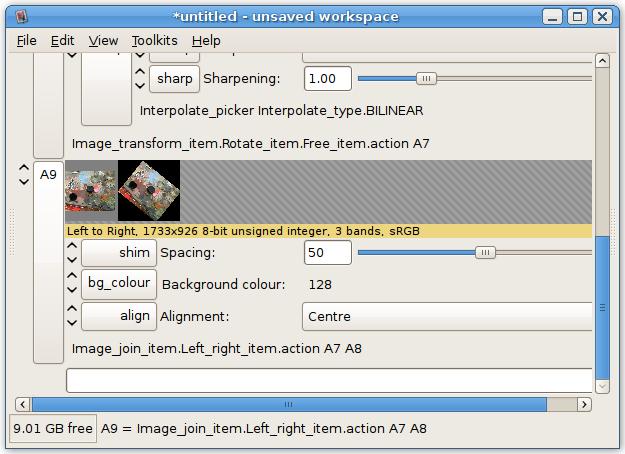 *untitled - unsaved workspace
File Edit View Toolkits Help
sharp Sharpening: 1.00
Interpolate_picker Interpolate_type.BILINEAR
Image_transform_item.Rotate_item.Free_item.action A7
A9
Left to Right, 1733x926 8-bit unsigned integer, 3 bands, sRGB
shim Spacing: 50
bg_colour Background colour: 128
align Alignment: Centre
Image_join_item.Left_right_item.action A7 A8
9.01 GB free A9 = Image_join_item.Left_right_item.action A7 A8